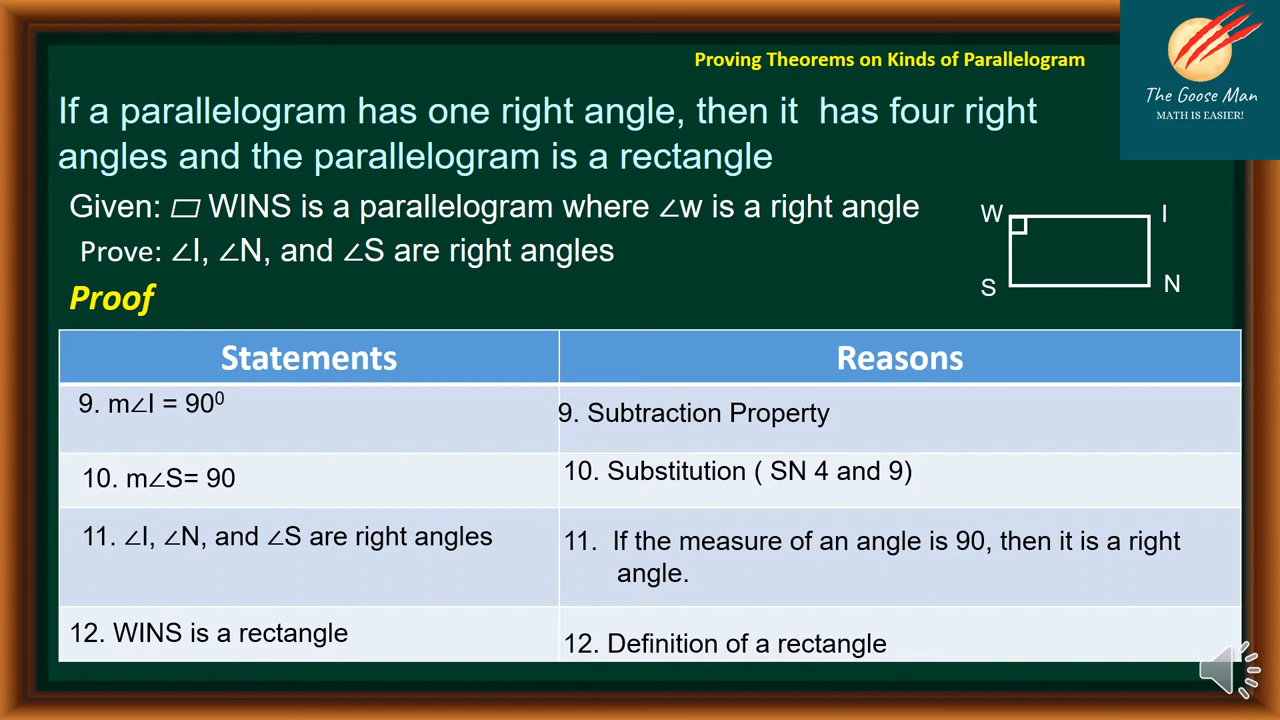 Proving Theorems on Kinds of Parallelogram
The Goose Man
MATH IS EASIER!
If a parallelogram has one right angle, then it  has four right
angles and the parallelogram is a rectangle
Given: ▱ WINS is a parallelogram where ∠w is a right angle
Prove: ∠I, ∠N, and ∠S are right angles
W I
S N
Proof
Statements Reasons
9. m∠I = 90⁰ 9. Subtraction Property
10. m∠S= 90 10. Substitution ( SN 4 and 9)
11. ∠I, ∠N, and ∠S are right angles 11.  If the measure of an angle is 90, then it is a right
angle.
12. WINS is a rectangle 12. Definition of a rectangle